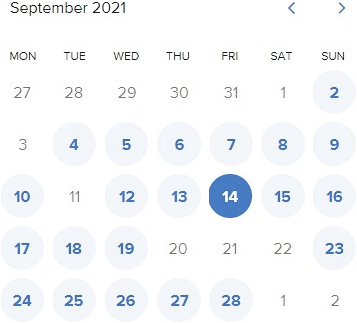 September 2021
MON TUE WED THU FRI SAT SUN
27 28 29 30 31 1 2
3 4 5 6 7 8 9
10 11 12 13 14 15 16
17 18 19 20 21 22 23
24 25 26 27 28 1 2